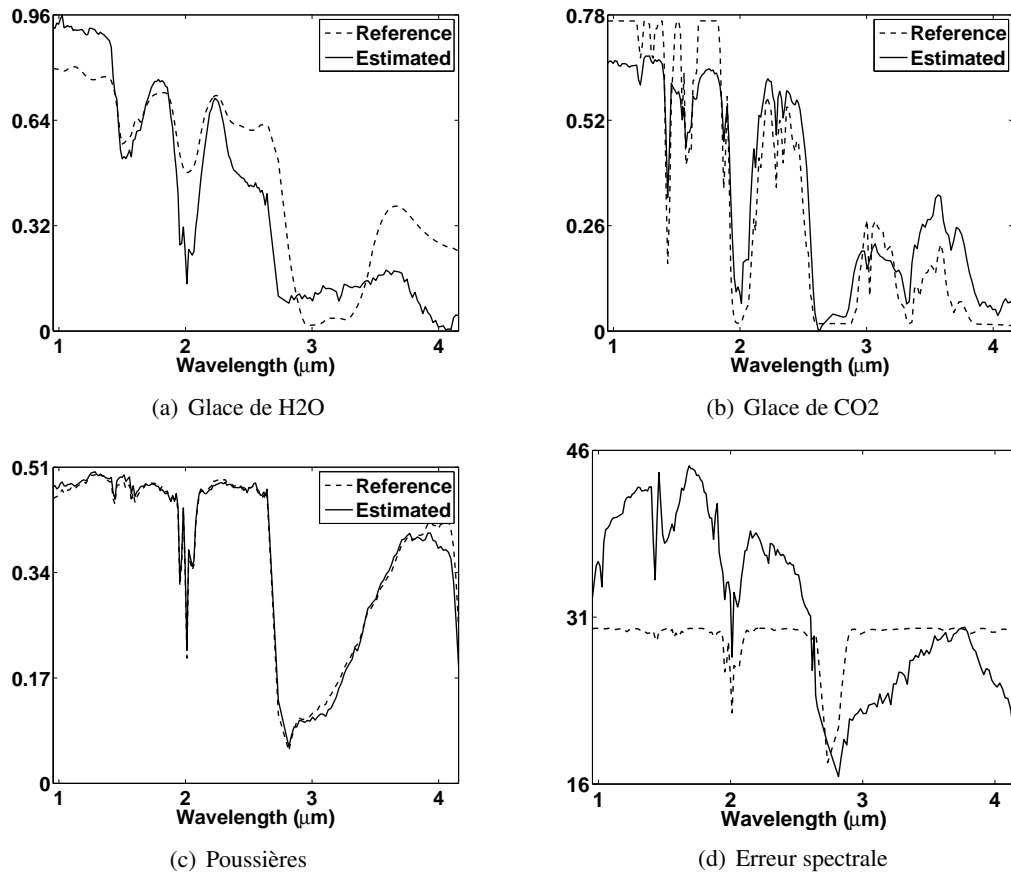 0.96
0.64
0.32
0
Reference
Estimated
1
2
3
4
Wavelength (μm)
(a) Glace de H2O
0.78
0.52
0.26
0
Reference
Estimated
1
2
3
4
Wavelength (μm)
(b) Glace de CO2
0.51
0.34
0.17
0
Reference
Estimated
1
2
3
4
Wavelength (μm)
(c) Poussières
46
31
16
1
2
3
4
Wavelength (μm)
(d) Erreur spectrale